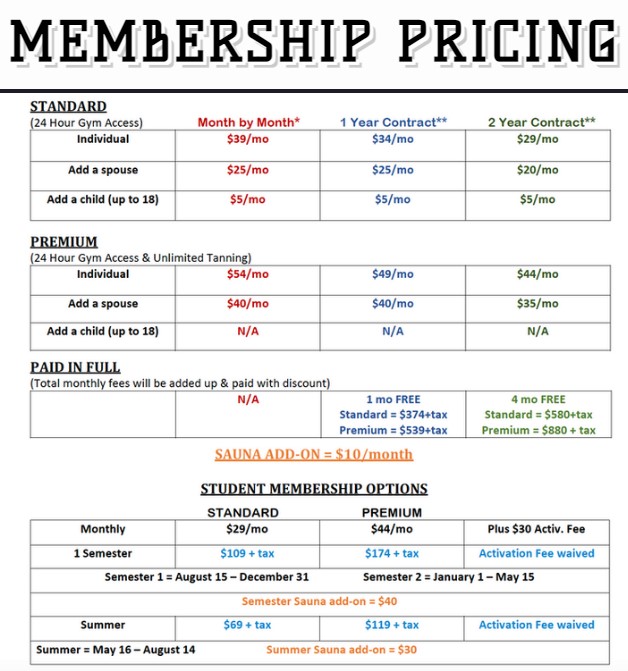 MEMBERSHIP PRICING
STANDARD
(24 Hour Gym Access) Month by Month* 1 Year Contract** 2 Year Contract**
Individual $39/mo $34/mo $29/mo
Add a spouse $25/mo $25/mo $20/mo
Add a child (up to 18) $5/mo $5/mo $5/mo
PREMIUM
(24 Hour Gym Access & Unlimited Tanning)
Individual $54/mo $49/mo $44/mo
Add a spouse $40/mo $40/mo $35/mo
Add a child (up to 18) N/A N/A N/A
PAID IN FULL
(Total monthly fees will be added up & paid with discount)
N/A 1 mo FREE 4 mo FREE
Standard = $374+tax Standard = $580+tax
Premium = $539+tax Premium = $880 + tax
SAUNA ADD-ON = $10/month
STUDENT MEMBERSHIP OPTIONS
STANDARD PREMIUM
Monthly $29/mo $44/mo Plus $30 Activ. Fee
1 Semester $109 + tax $174 + tax Activation Fee waived
Semester 1 = August 15 – December 31 Semester 2 = January 1 – May 15
Semester Sauna add-on = $40
Summer $69 + tax $119 + tax Activation Fee waived
Summer = May 16 – August 14 Summer Sauna add-on = $30